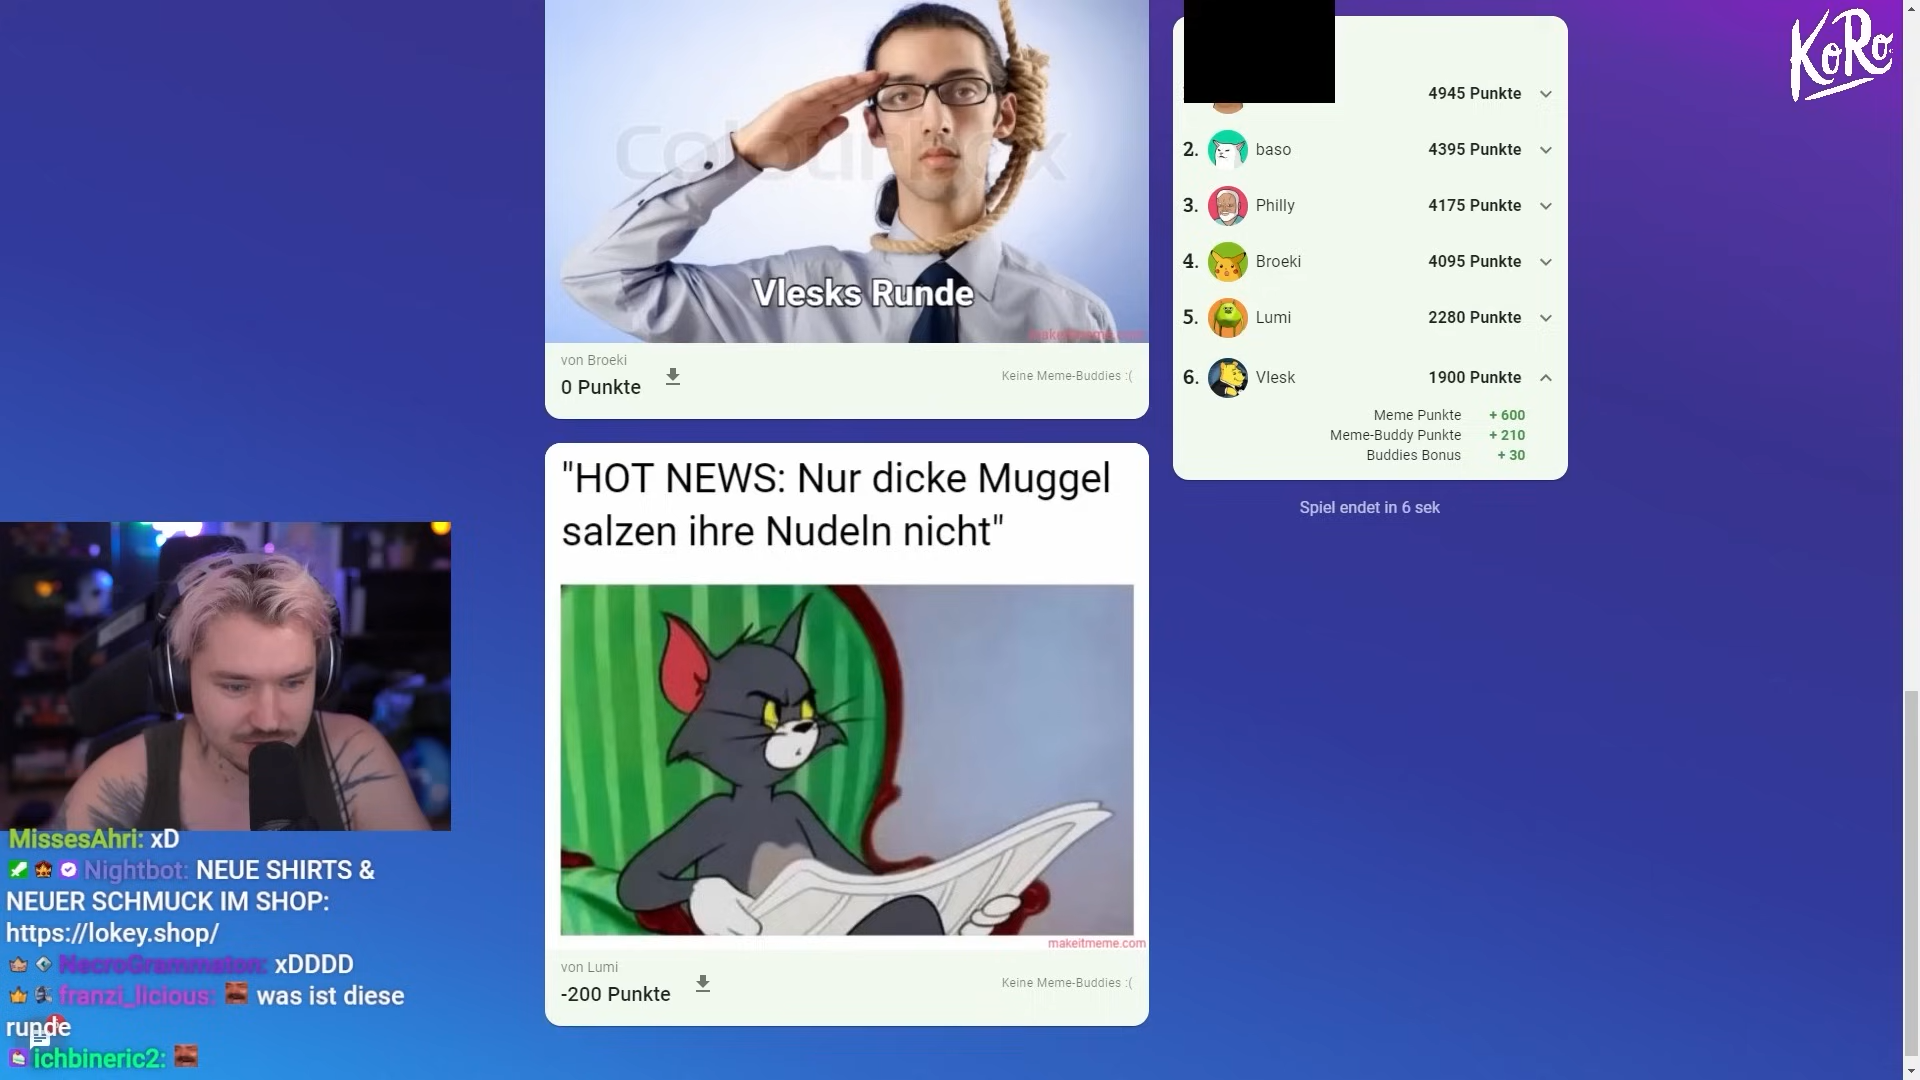 KoRo
colourbox
Vlesks Runde
makeitmeme.com
von Broeki
0 Punkte
Keine Meme-Buddies :(
"HOT NEWS: Nur dicke Muggel
salzen ihre Nudeln nicht"
makeitmeme.com
von Lumi
-200 Punkte
Keine Meme-Buddies :(
4945 Punkte
2. baso 4395 Punkte
3. Philly 4175 Punkte
4. Broeki 4095 Punkte
5. Lumi 2280 Punkte
6. Vlesk 1900 Punkte
Meme Punkte + 600
Meme-Buddy Punkte + 210
Buddies Bonus + 30
Spiel endet in 6 sek
MissesAhri: xD
Nightbot: NEUE SHIRTS &
NEUER SCHMUCK IM SHOP:
https://lokey.shop/
NecroGrammaton: xDDDD
franzi_licious: was ist diese
runde
ichbineric2: